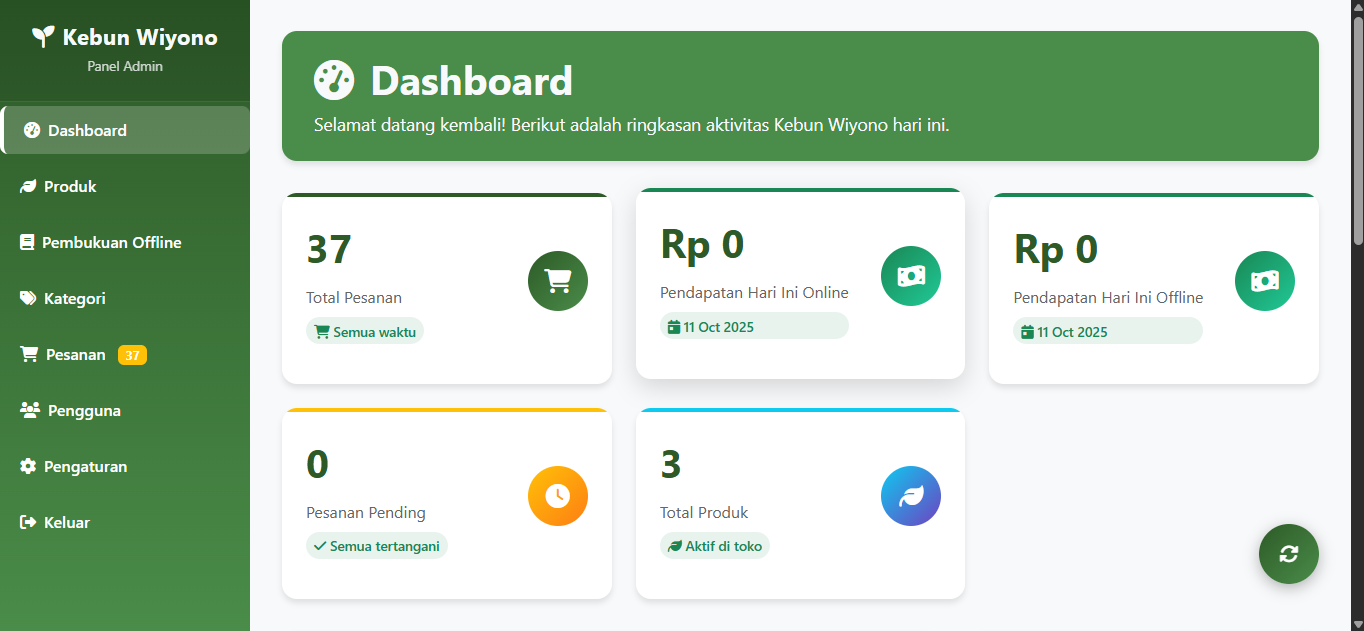 Kebun Wiyono
Panel Admin
Dashboard
Produk
Pembukuan Offline
Kategori
Pesanan 37
Pengguna
Pengaturan
Keluar
Dashboard
Selamat datang kembali! Berikut adalah ringkasan aktivitas Kebun Wiyono hari ini.
37
Total Pesanan
Semua waktu
Rp 0
Pendapatan Hari Ini Online
11 Oct 2025
Rp 0
Pendapatan Hari Ini Offline
11 Oct 2025
0
Pesanan Pending
Semua tertangani
3
Total Produk
Aktif di toko